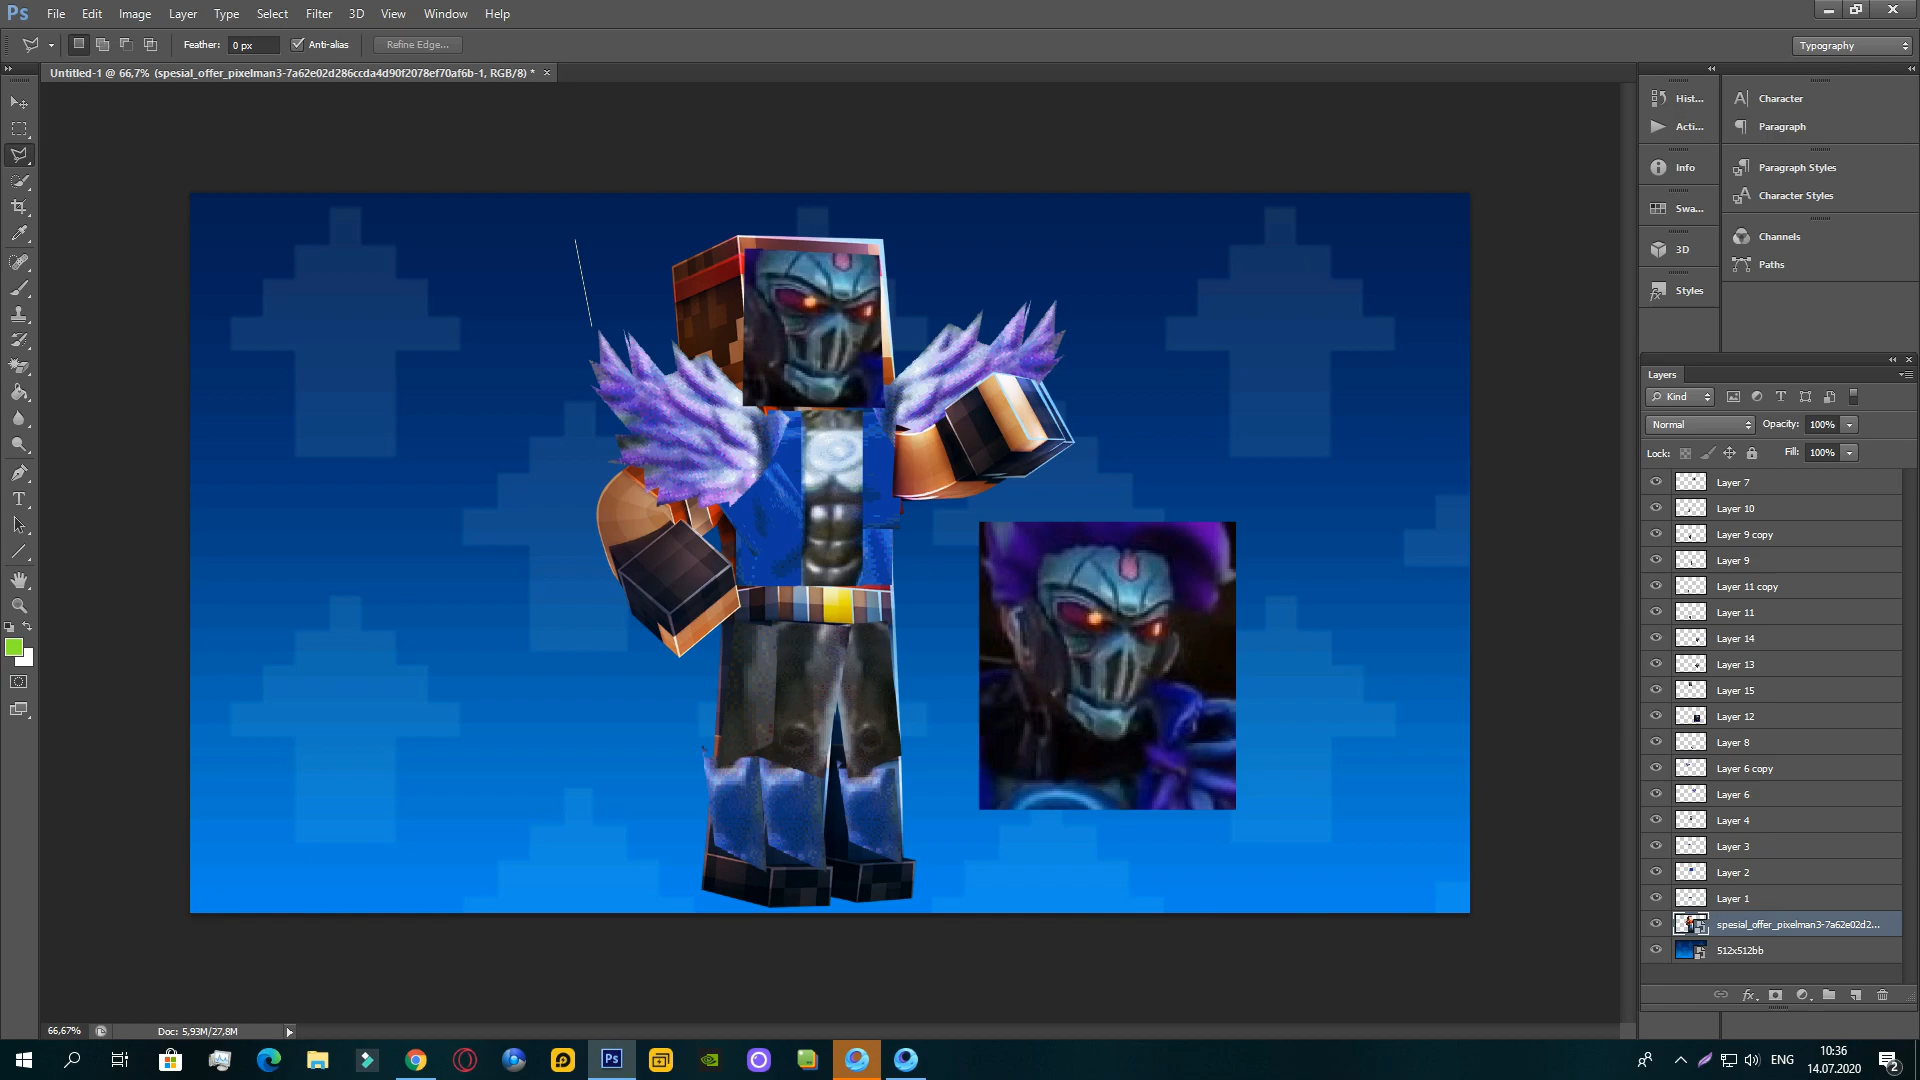 Ps File Edit Image Layer Type Select Filter 3D View Window Help
Feather: 0 px Anti-alias Refine Edge... Typography
Untitled-1 @ 66,7% (spesial_offer_pixelman3-7a62e02d286ccda4d90f2078ef70af6b-1, RGB/8) * ×
Hist... Character
Acti... Paragraph
Info Paragraph Styles
Character Styles
Swa...
Channels
3D
Paths
Styles
Layers
Kind
Normal Opacity: 100%
Lock: Fill: 100%
Layer 7
Layer 10
Layer 9 copy
Layer 9
Layer 11 copy
Layer 11
Layer 14
Layer 13
Layer 15
Layer 12
Layer 8
Layer 6 copy
Layer 6
Layer 4
Layer 3
Layer 2
Layer 1
spesial_offer_pixelman3-7a62e02d2...
512x512bb
66,67% Doc: 5,93M/27,8M
Ps ENG 10:36
14.07.2020
2